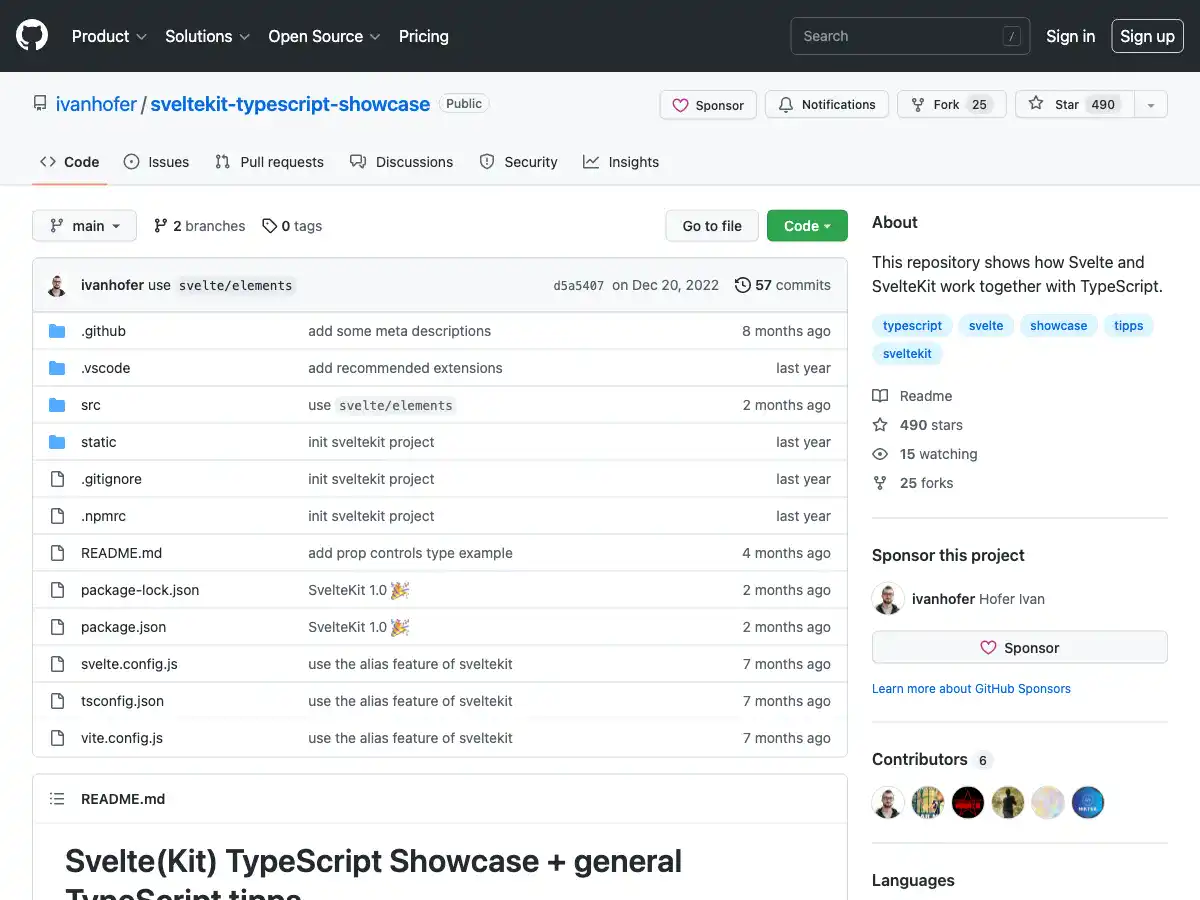 Product Solutions Open Source Pricing Search / Sign in Sign up
ivanhofer / sveltekit-typescript-showcase Public Sponsor Notifications Fork 25 Star 490
Code Issues Pull requests Discussions Security Insights
main 2 branches 0 tags Go to file Code
ivanhofer use svelte/elements d5a5407 on Dec 20, 2022 57 commits
.github add some meta descriptions 8 months ago
.vscode add recommended extensions last year
src use svelte/elements 2 months ago
static init sveltekit project last year
.gitignore init sveltekit project last year
.npmrc init sveltekit project last year
README.md add prop controls type example 4 months ago
package-lock.json SvelteKit 1.0 🎉 2 months ago
package.json SvelteKit 1.0 🎉 2 months ago
svelte.config.js use the alias feature of sveltekit 7 months ago
tsconfig.json use the alias feature of sveltekit 7 months ago
vite.config.js use the alias feature of sveltekit 7 months ago
README.md
Svelte(Kit) TypeScript Showcase + general
TypeScript tipps
About
This repository shows how Svelte and
SvelteKit work together with TypeScript.
typescript svelte showcase tipps
sveltekit
Readme
490 stars
15 watching
25 forks
Sponsor this project
ivanhofer Hofer Ivan
Sponsor
Learn more about GitHub Sponsors
Contributors 6
Languages